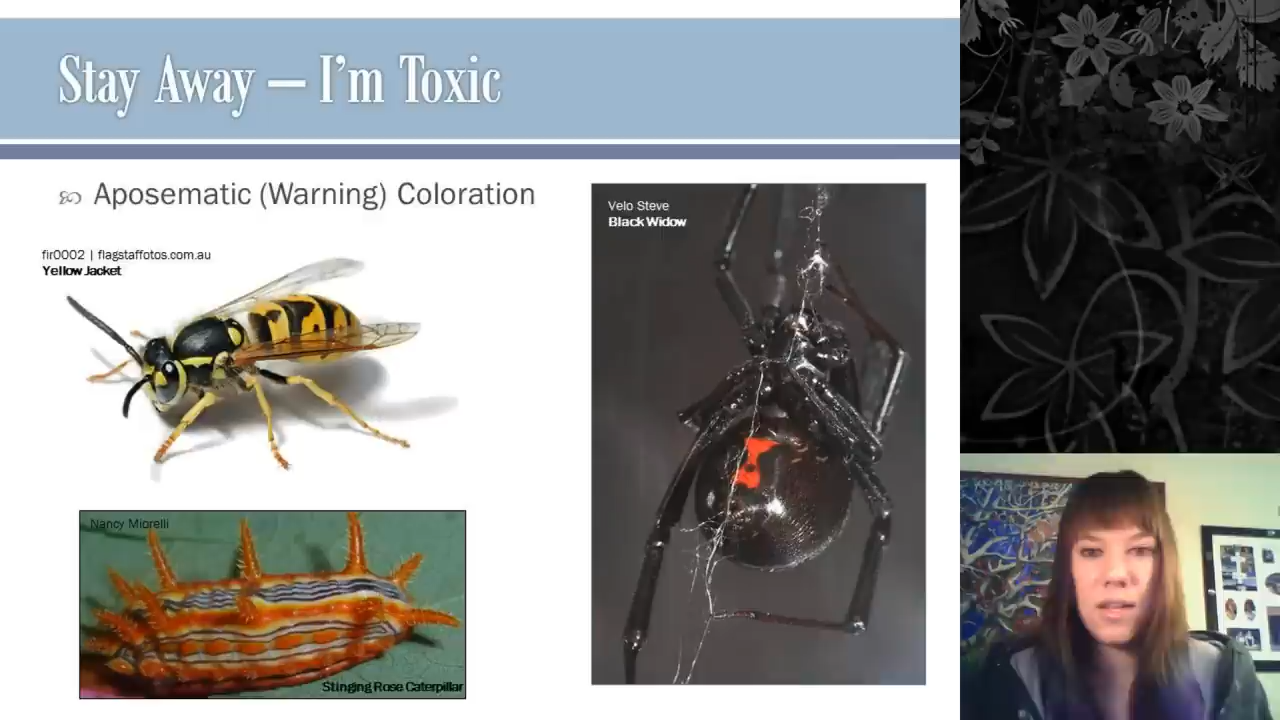 Stay Away – I'm Toxic
Aposematic (Warning) Coloration
fir0002 | flagstaffotos.com.au
Yellow Jacket
Velo Steve
Black Widow
Nancy Miorelli
Stinging Rose Caterpillar